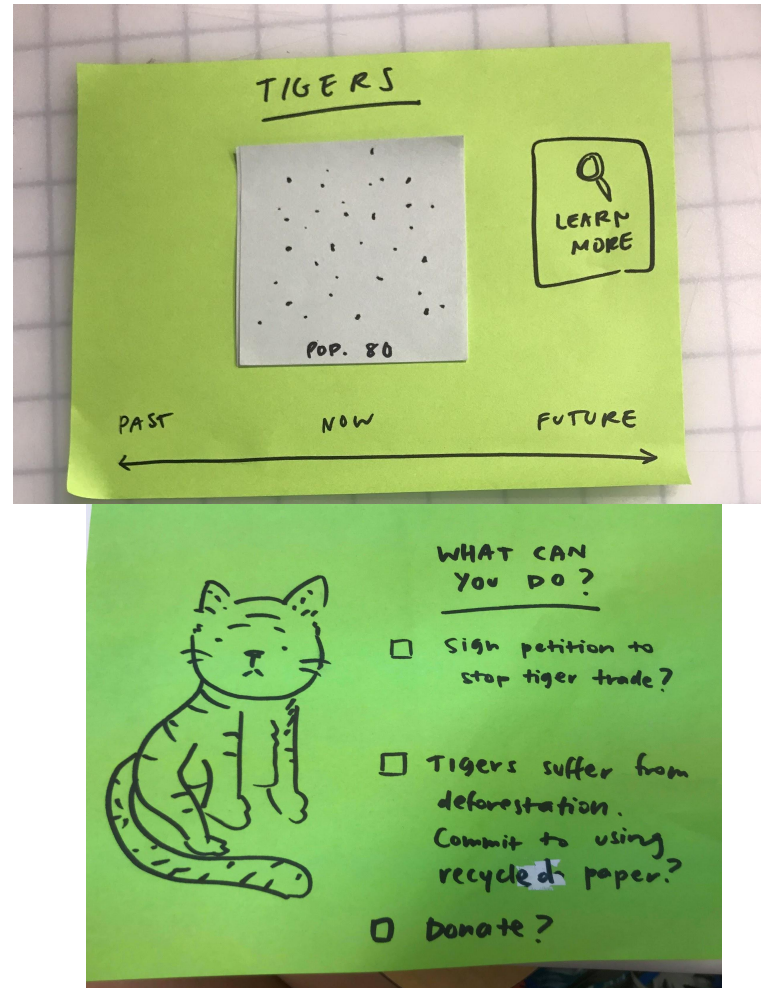 TIGERS
LEARN
MORE
POP. 80
PAST NOW FUTURE
WHAT CAN
YOU DO?
Sign petition to
stop tiger trade?
Tigers suffer from
deforestation.
Commit to using
recycled paper?
Donate?